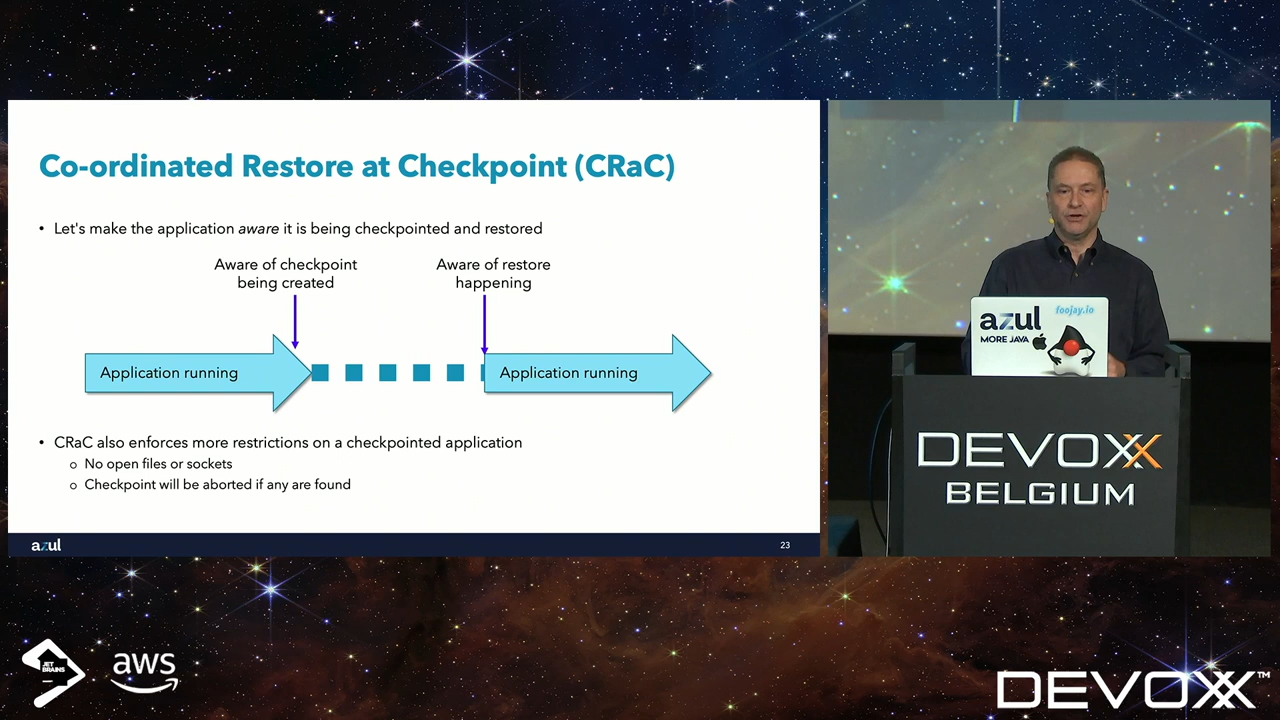 Co-ordinated Restore at Checkpoint (CRaC)
• Let's make the application aware it is being checkpointed and restored
Aware of checkpoint
being created
Aware of restore
happening
Application running
Application running
• CRaC also enforces more restrictions on a checkpointed application
o No open files or sockets
o Checkpoint will be aborted if any are found
azul
23
foojay.io
azul
MORE JAVA
DEVOXX
BELGIUM
JET
BRAINS
aws
DEVOXX™